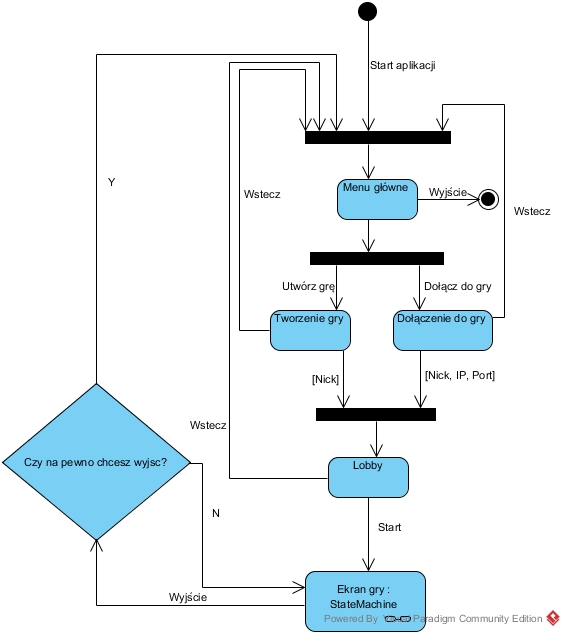 Start aplikacji
Y
Menu główne
Wyjście
Wstecz
Wstecz
Utwórz grę
Dołącz do gry
Tworzenie gry
Dołączenie do gry
[Nick]
[Nick, IP, Port]
Wstecz
Lobby
Czy na pewno chcesz wyjsc?
N
Start
Ekran gry :
StateMachine
Wyjście
Powered By Paradigm Community Edition